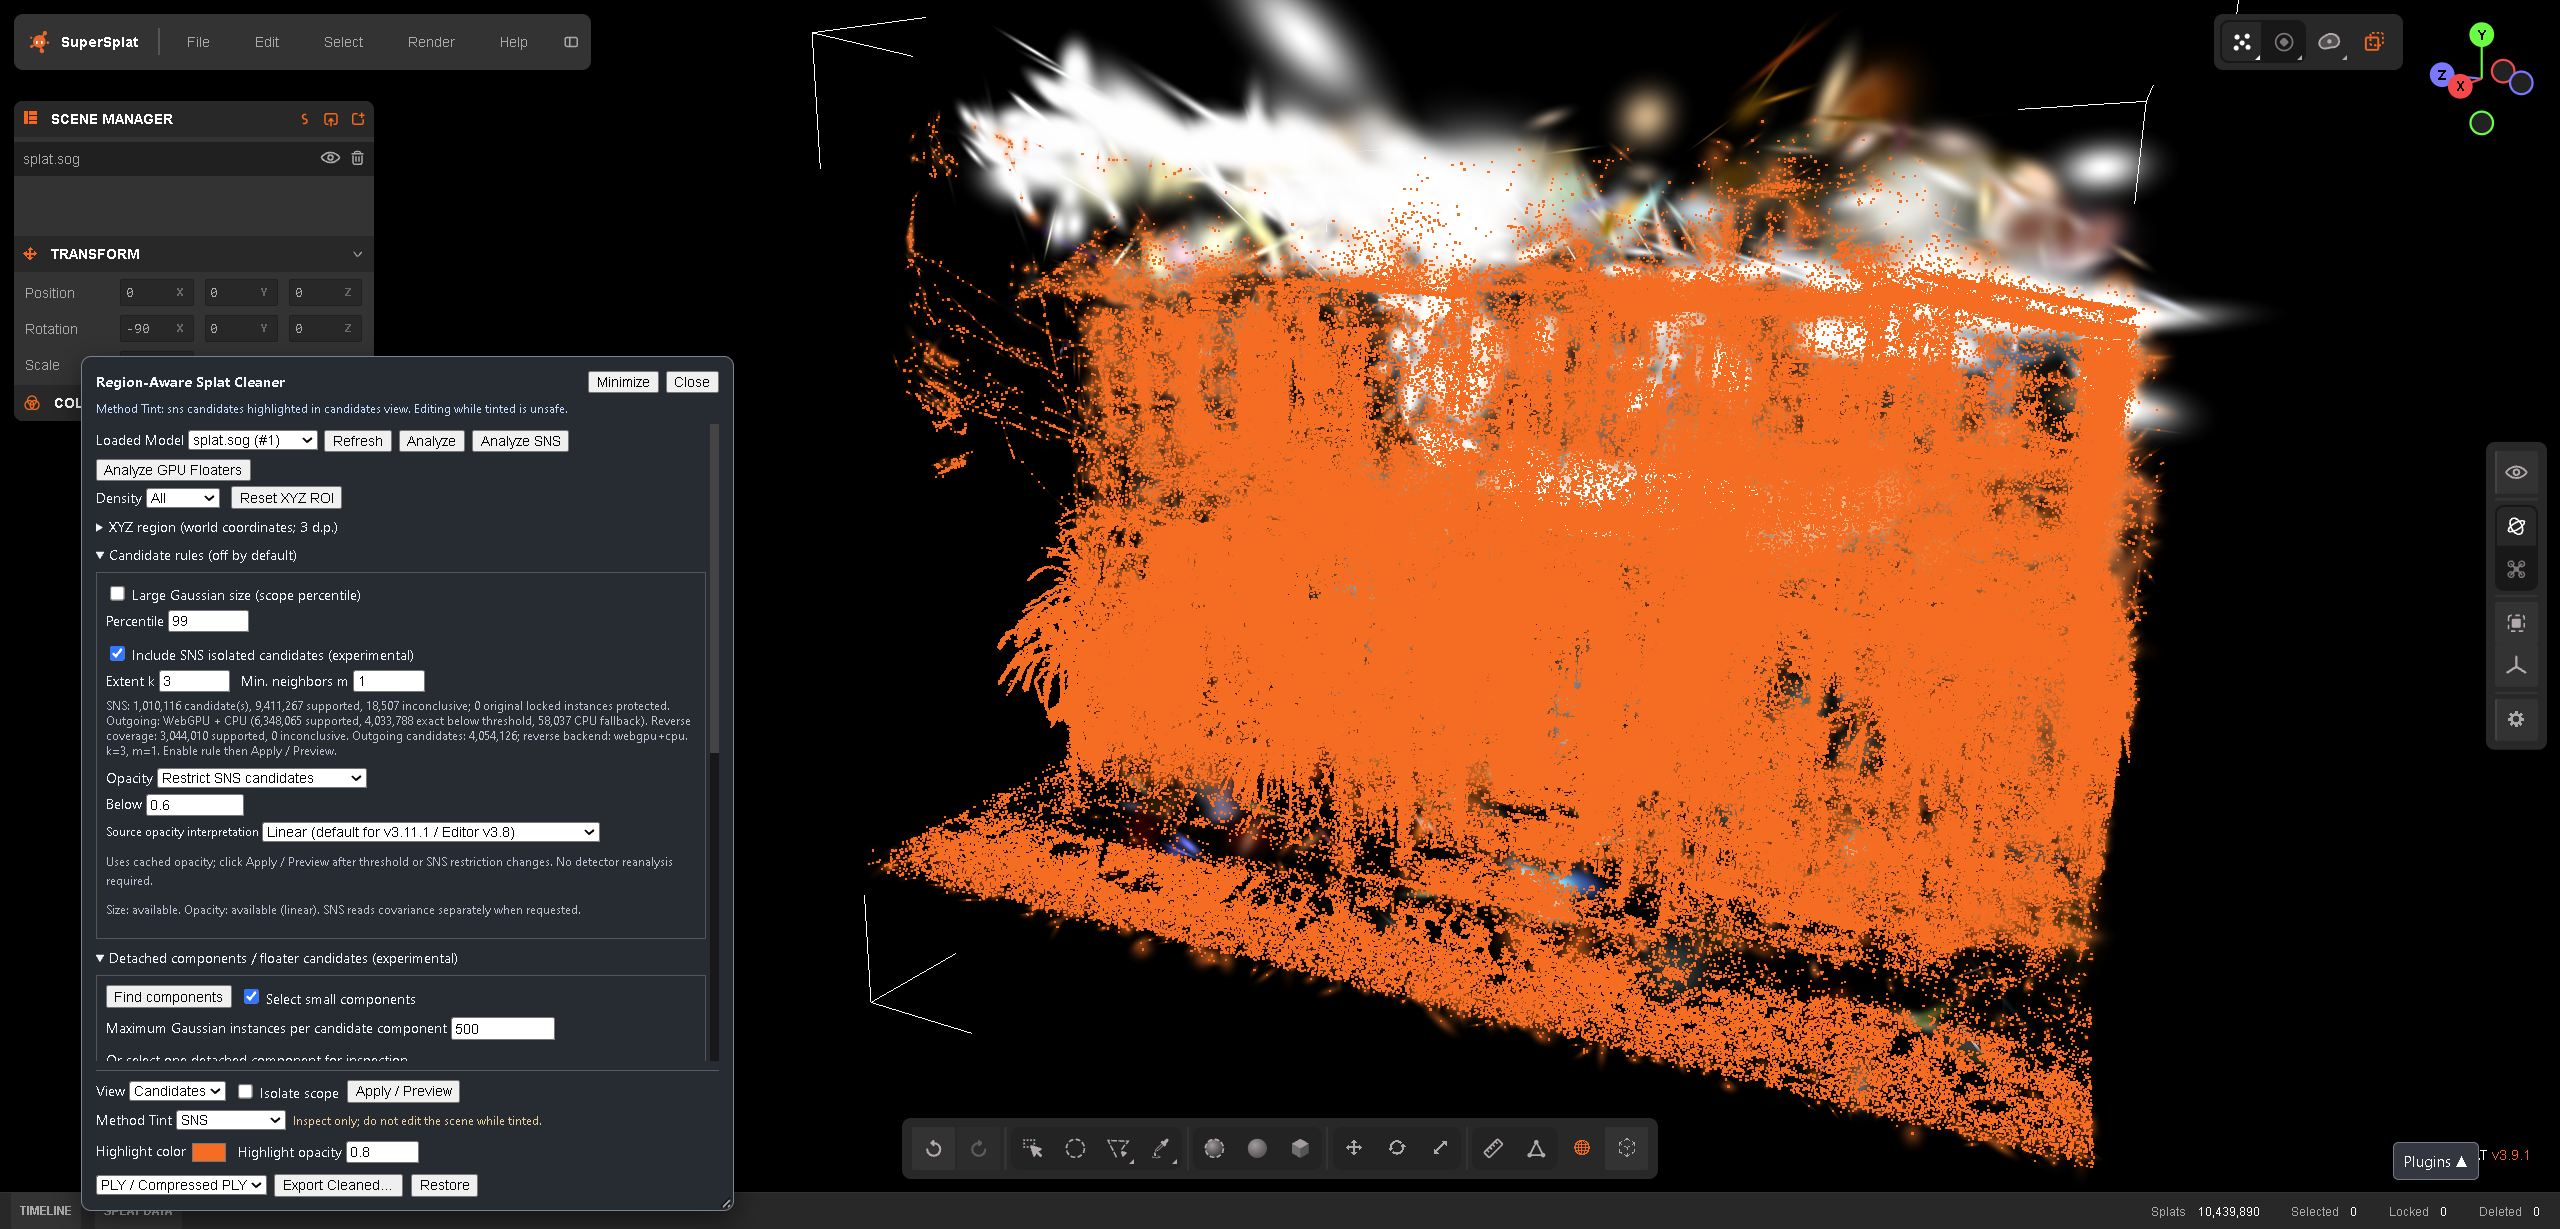 SuperSplat File Edit Select Render Help
SCENE MANAGER
splat.sog
TRANSFORM
Position 0 X 0 Y 0 Z
Rotation -90 X 0 Y 0 Z
Scale
COL
Region-Aware Splat Cleaner Minimize Close
Method Tint: sns candidates highlighted in candidates view. Editing while tinted is unsafe.
Loaded Model splat.sog (#1) Refresh Analyze Analyze SNS
Analyze GPU Floaters
Density All Reset XYZ ROI
XYZ region (world coordinates; 3 d.p.)
Candidate rules (off by default)
Large Gaussian size (scope percentile)
Percentile 99
Include SNS isolated candidates (experimental)
Extent k 3 Min. neighbors m 1
SNS: 1,010,116 candidate(s), 9,411,267 supported, 18,507 inconclusive; 0 original locked instances protected.
Outgoing: WebGPU + CPU (6,348,065 supported, 4,033,788 exact below threshold, 58,037 CPU fallback). Reverse
coverage: 3,044,010 supported, 0 inconclusive. Outgoing candidates: 4,054,126; reverse backend: webgpu+cpu.
k=3, m=1. Enable rule then Apply / Preview.
Opacity Restrict SNS candidates
Below 0.6
Source opacity interpretation Linear (default for v3.11.1 / Editor v3.8)
Uses cached opacity; click Apply / Preview after threshold or SNS restriction changes. No detector reanalysis
required.
Size: available. Opacity: available (linear). SNS reads covariance separately when requested.
Detached components / floater candidates (experimental)
Find components Select small components
Maximum Gaussian instances per candidate component 500
Or select one detached component for inspection
View Candidates Isolate scope Apply / Preview
Method Tint SNS Inspect only; do not edit the scene while tinted.
Highlight color Highlight opacity 0.8
PLY / Compressed PLY Export Cleaned... Restore
TIMELINE SPLAT DATA
Y
Z
X
Plugins ▲ T v3.9.1
Splats 10,439,890 Selected 0 Locked 0 Deleted 0